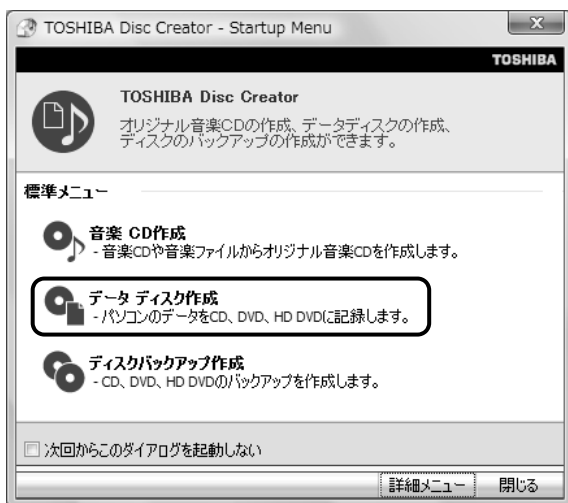 TOSHIBA Disc Creator - Startup Menu
TOSHIBA
TOSHIBA Disc Creator
オリジナル音楽CDの作成、データディスクの作成、
ディスクのバックアップの作成ができます。
標準メニュー
音楽 CD作成
- 音楽CDや音楽ファイルからオリジナル音楽CDを作成します。
データ ディスク作成
- パソコンのデータをCD、DVD、HD DVDに記録します。
ディスクバックアップ作成
- CD、DVD、HD DVDのバックアップを作成します。
次回からこのダイアログを起動しない
詳細メニュー 閉じる